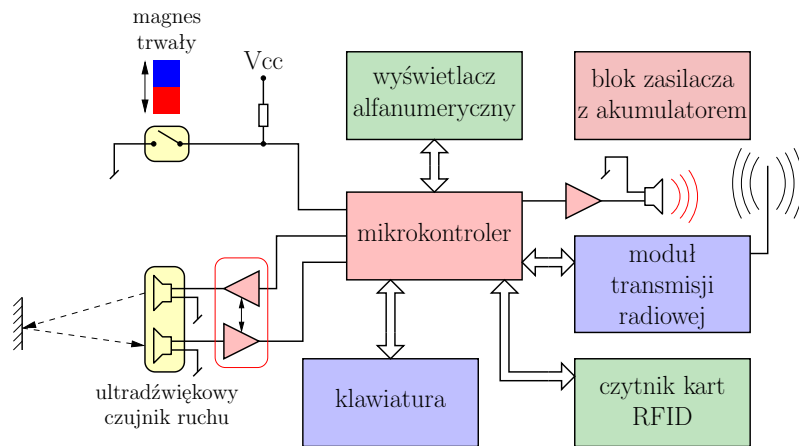 magnes
trwały
Vcc
wyświetlacz
alfanumeryczny
blok zasilacza
z akumulatorem
mikrokontroler
moduł
transmisji
radiowej
ultradźwiękowy
czujnik ruchu
klawiatura
czytnik kart
RFID